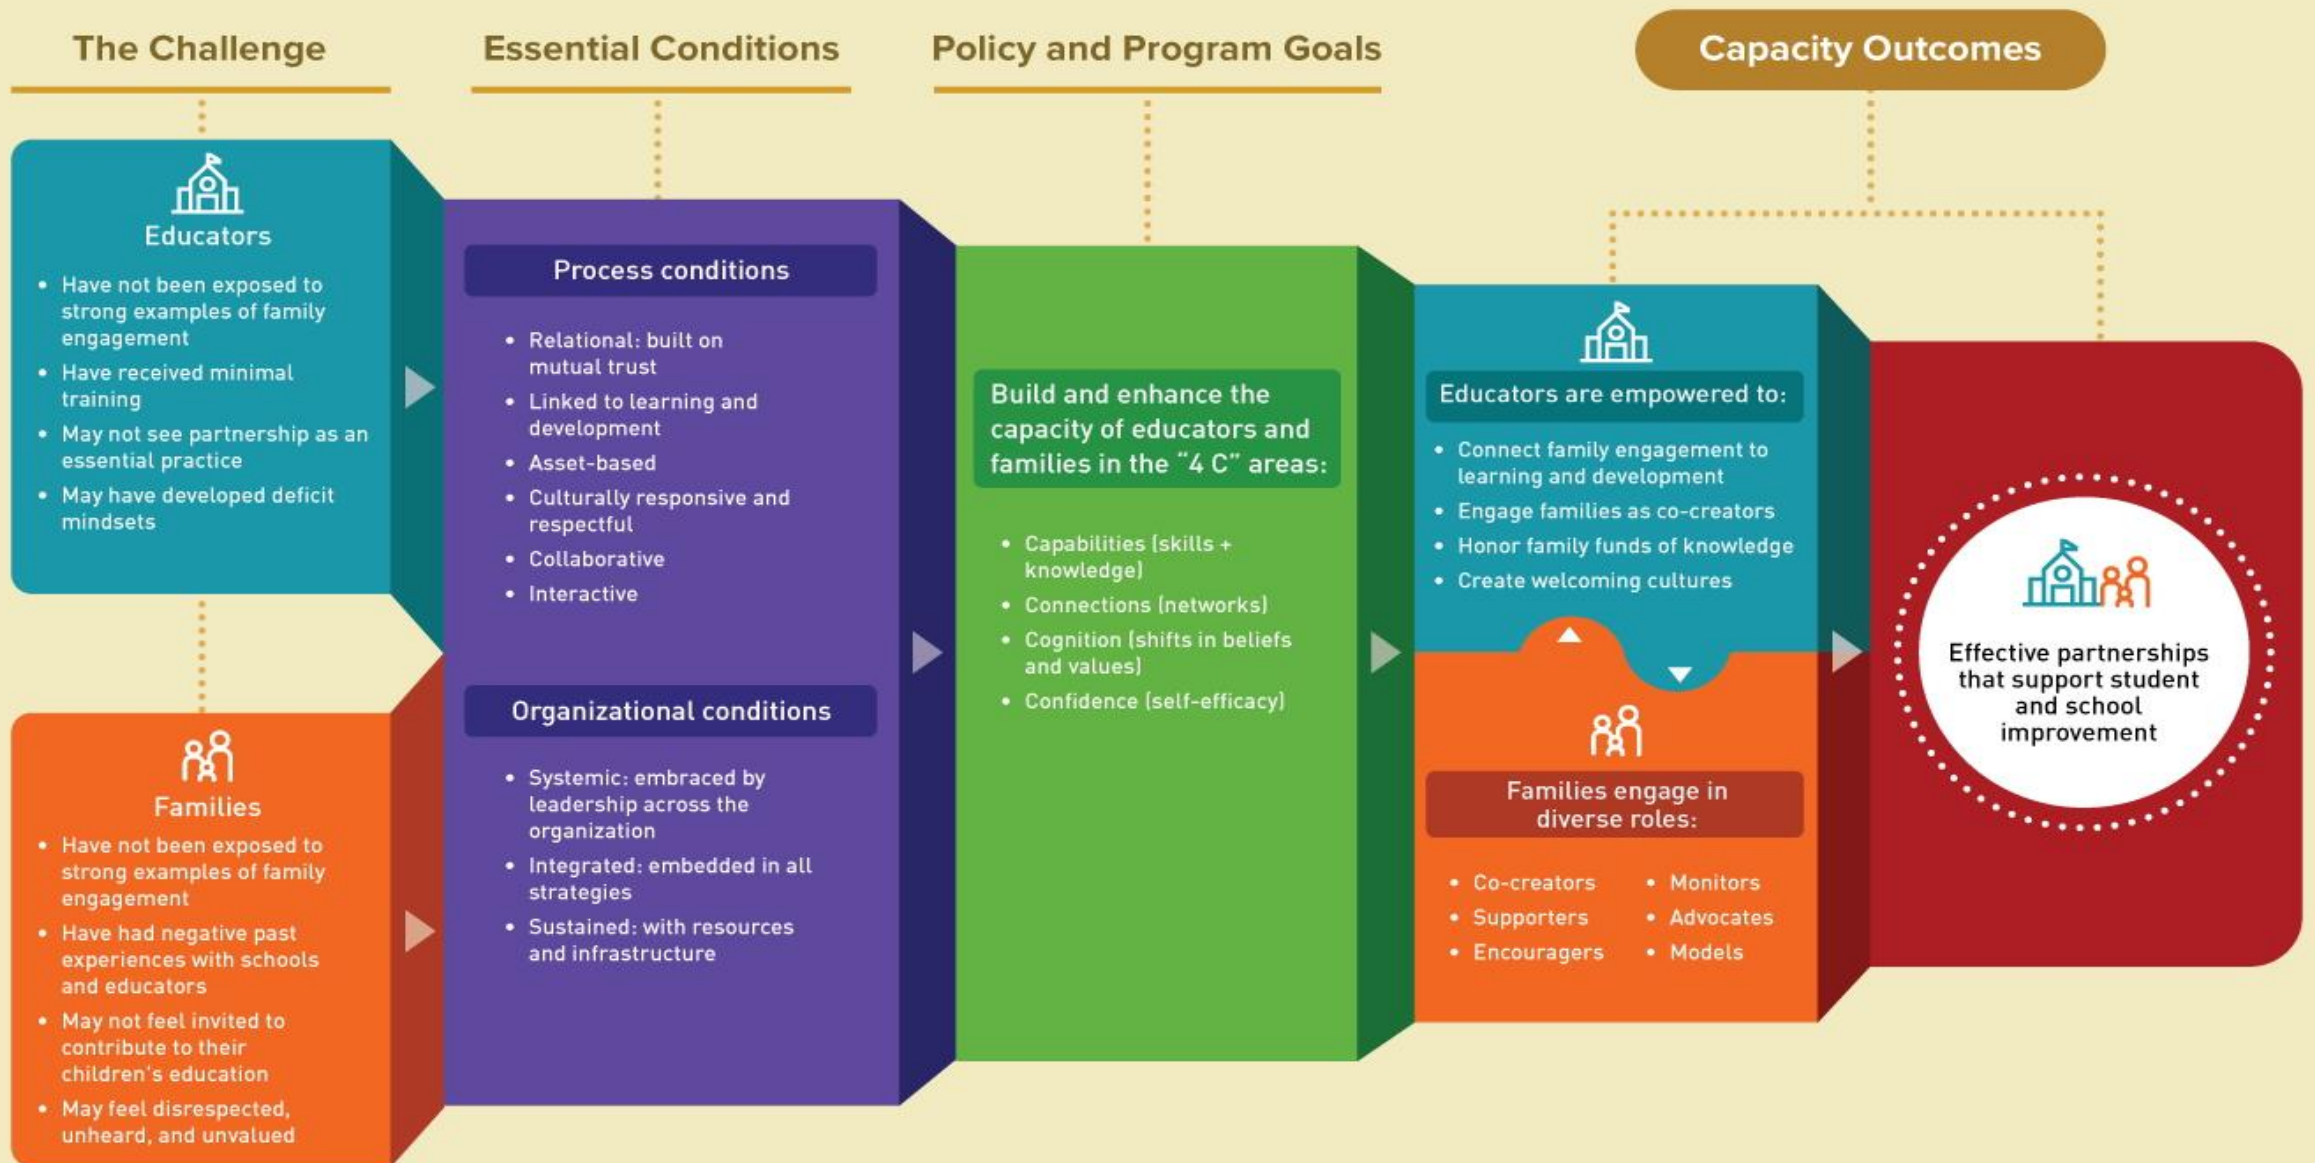 The Challenge
Educators
• Have not been exposed to
strong examples of family
engagement
• Have received minimal
training
• May not see partnership as an
essential practice
• May have developed deficit
mindsets
Families
• Have not been exposed to
strong examples of family
engagement
• Have had negative past
experiences with schools
and educators
• May not feel invited to
contribute to their
children's education
• May feel disrespected,
unheard, and unvalued
Essential Conditions
Process conditions
• Relational: built on
mutual trust
• Linked to learning and
development
• Asset-based
• Culturally responsive and
respectful
• Collaborative
• Interactive
Organizational conditions
• Systemic: embraced by
leadership across the
organization
• Integrated: embedded in all
strategies
• Sustained: with resources
and infrastructure
Policy and Program Goals
Build and enhance the
capacity of educators and
families in the “4 C” areas:
• Capabilities (skills +
knowledge)
• Connections (networks)
• Cognition (shifts in beliefs
and values)
• Confidence (self-efficacy)
Capacity Outcomes
Educators are empowered to:
• Connect family engagement to
learning and development
• Engage families as co-creators
• Honor family funds of knowledge
• Create welcoming cultures
Families engage in
diverse roles:
• Co-creators
• Supporters
• Encouragers
• Monitors
• Advocates
• Models
Effective partnerships
that support student
and school
improvement